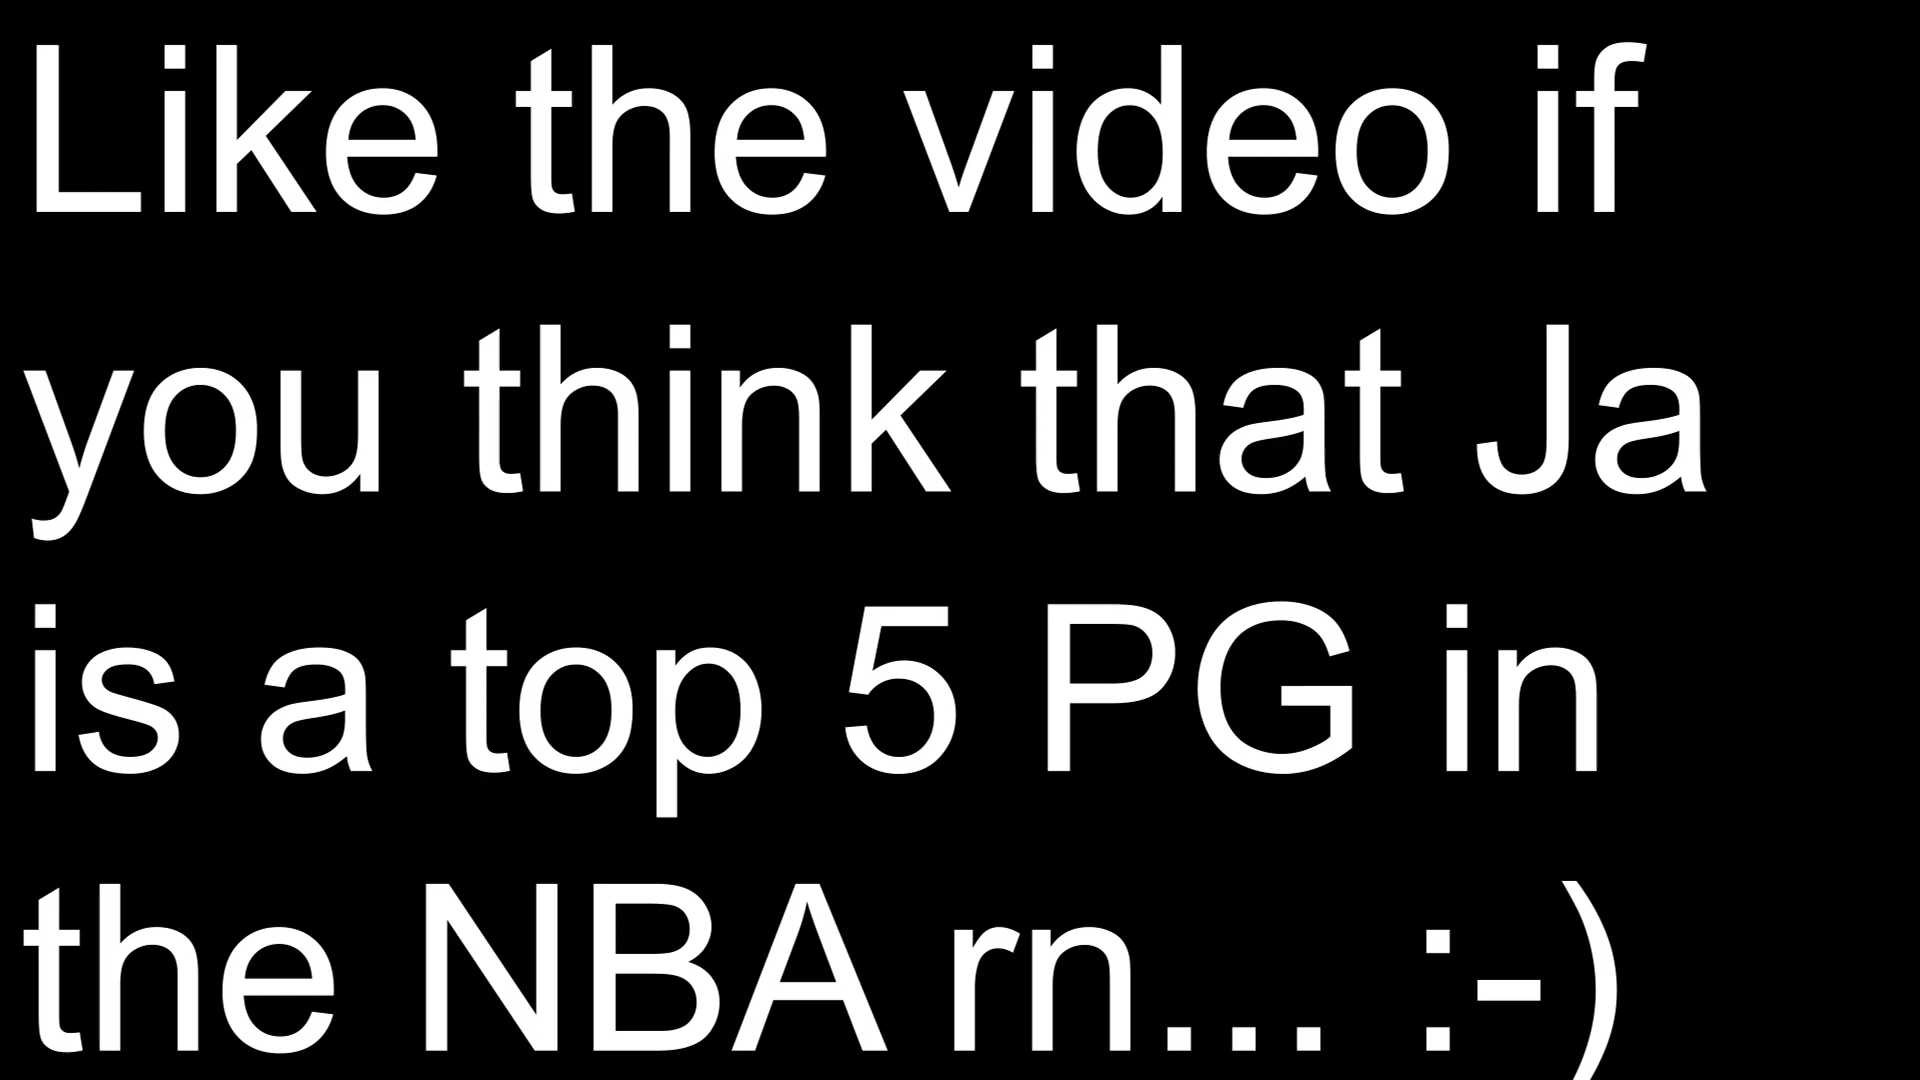 Like the video if
you think that Ja
is a top 5 PG in
the NBA rn... :-)